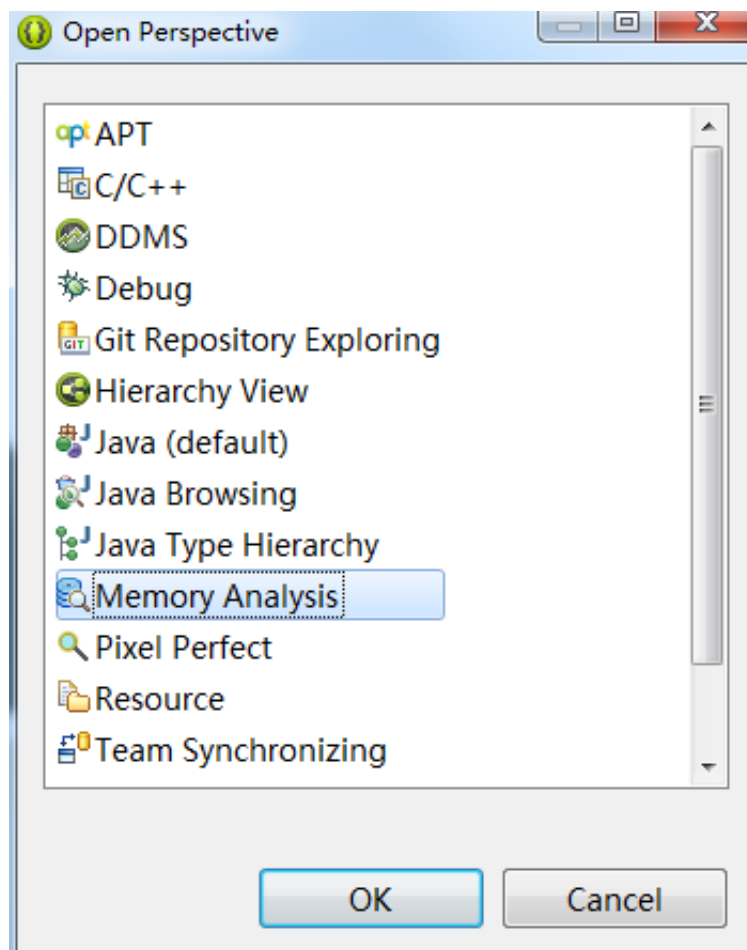 Open Perspective
APT
C/C++
DDMS
Debug
Git Repository Exploring
Hierarchy View
Java (default)
Java Browsing
Java Type Hierarchy
Memory Analysis
Pixel Perfect
Resource
Team Synchronizing
OK Cancel